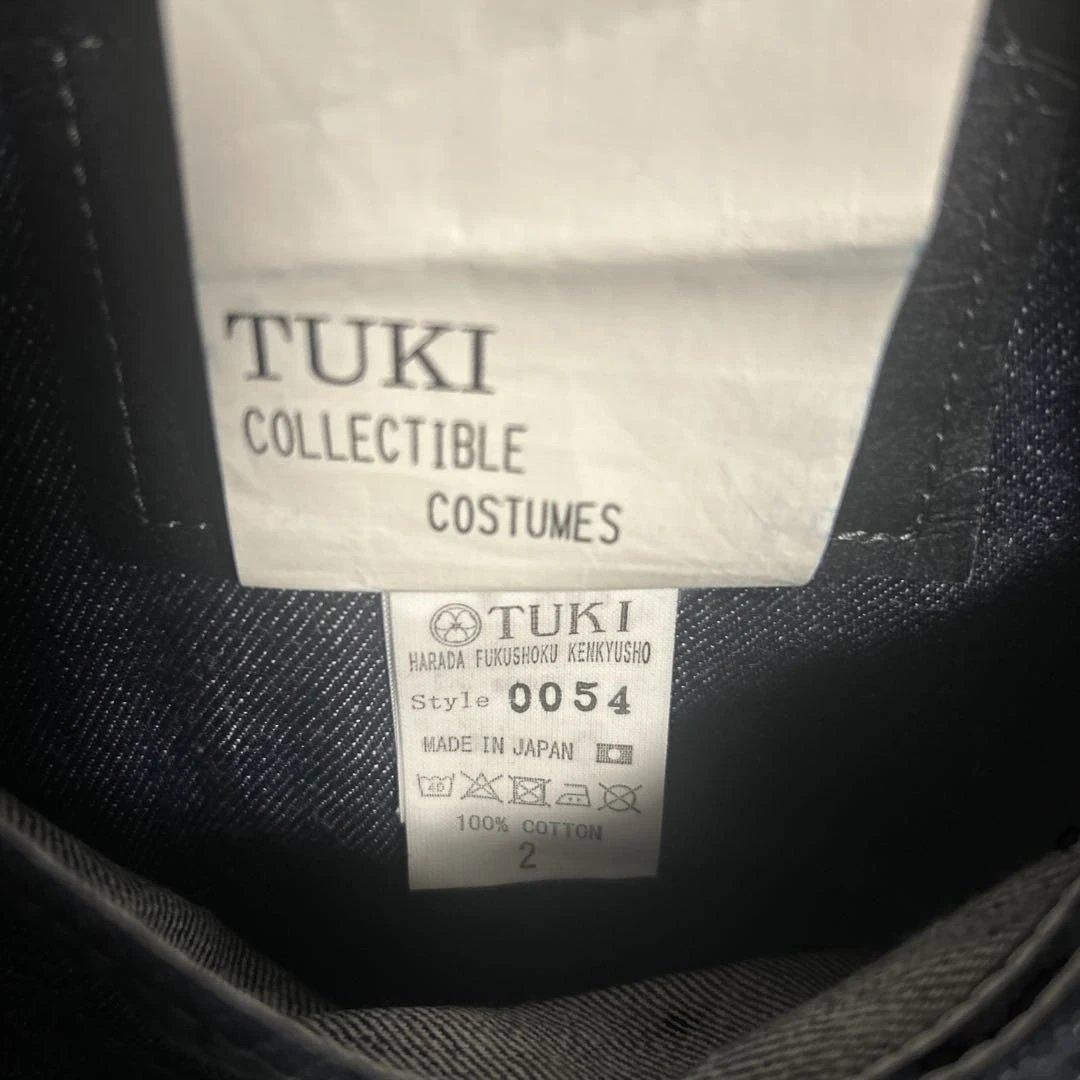 TUKI
COLLECTIBLE
COSTUMES
TUKI
HARADA FUKUSHOKU KENKYUSHO
Style 0054
MADE IN JAPAN
40
100% COTTON
2